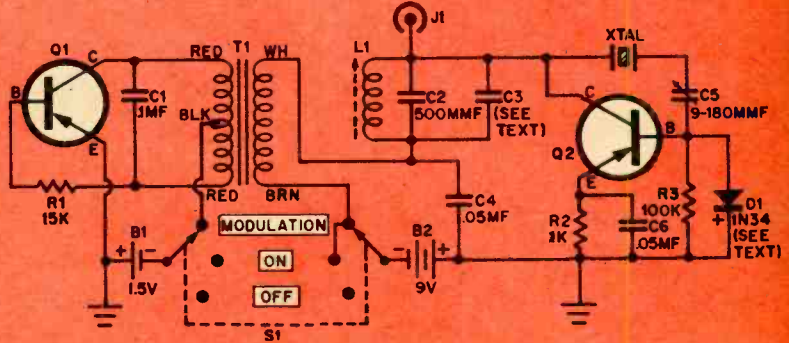 J1
Q1
C
B
E
RED
T1
WH
BLK
RED
BRN
C1
.1MF
R1
15K
B1
+
-
1.5V
MODULATION
ON
OFF
S1
L1
C2
500MMF
C3
(SEE
TEXT)
C4
.05MF
-
+
B2
9V
XTAL
C5
9-180MMF
C
B
E
Q2
R2
1K
C6
.05MF
R3
100K
D1
+
1N34
(SEE
TEXT)